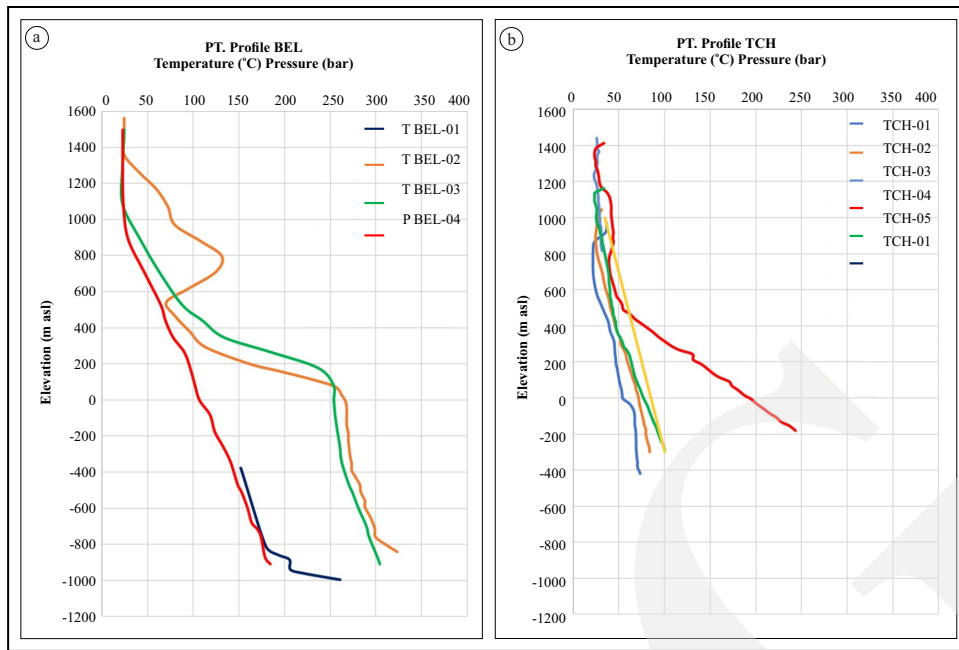 a
PT. Profile BEL
Temperature (°C) Pressure (bar)
0 50 100 150 200 250 300 350 400
1600
1400
1200
1000
800
600
400
200
0
-200
-400
-600
-800
-1000
-1200
Elevation (m asl)
T BEL-01
T BEL-02
T BEL-03
P BEL-04
b
PT. Profile TCH
Temperature (°C) Pressure (bar)
0 50 100 150 200 250 300 350 400
1600
1400
1200
1000
800
600
400
200
0
-200
-400
-600
-800
-1000
-1200
Elevation (m asl)
TCH-01
TCH-02
TCH-03
TCH-04
TCH-05
TCH-01